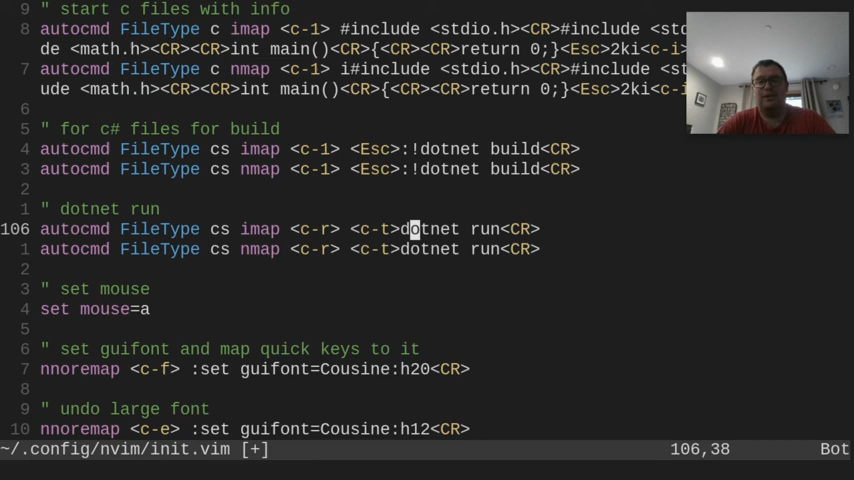 9 " start c files with info
8 autocmd FileType c imap <c-1> #include <stdio.h><CR>#include <std
de <math.h><CR><CR>int main()<CR>{<CR><CR>return 0;}<Esc>2ki<c-i
7 autocmd FileType c nmap <c-1> i#include <stdio.h><CR>#include <s
ude <math.h><CR><CR>int main()<CR>{<CR><CR>return 0;}<Esc>2ki<c-
6
5 " for c# files for build
4 autocmd FileType cs imap <c-1> <Esc>:!dotnet build<CR>
3 autocmd FileType cs nmap <c-1> <Esc>:!dotnet build<CR>
2
1 " dotnet run
106 autocmd FileType cs imap <c-r> <c-t>dotnet run<CR>
1 autocmd FileType cs nmap <c-r> <c-t>dotnet run<CR>
2
3 " set mouse
4 set mouse=a
5
6 " set guifont and map quick keys to it
7 nnoremap <c-f> :set guifont=Cousine:h20<CR>
8
9 " undo large font
10 nnoremap <c-e> :set guifont=Cousine:h12<CR>
~/.config/nvim/init.vim [+] 106,38 Bot